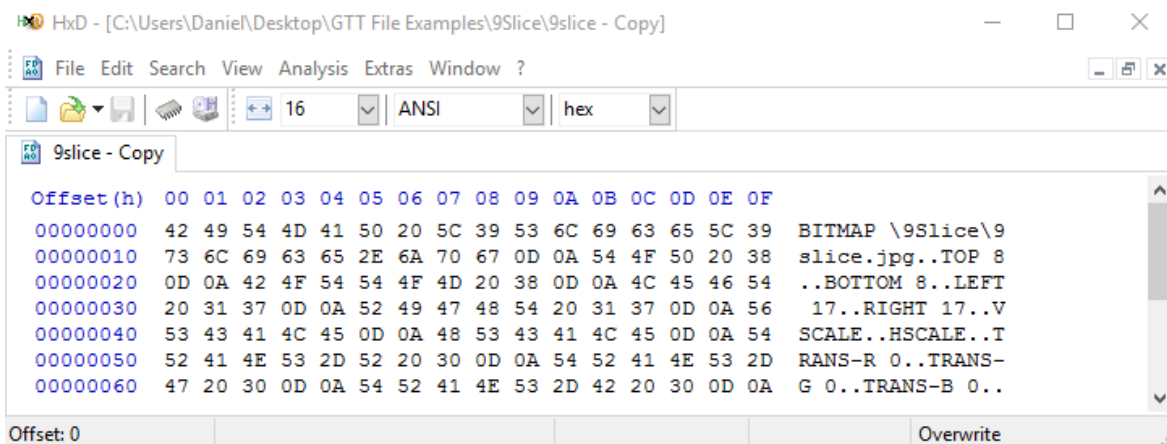 HxD - [C:\Users\Daniel\Desktop\GTT File Examples\9Slice\9slice - Copy]
File Edit Search View Analysis Extras Window ?
16 ANSI hex
9slice - Copy
Offset(h) 00 01 02 03 04 05 06 07 08 09 0A 0B 0C 0D 0E 0F
00000000 42 49 54 4D 41 50 20 5C 39 53 6C 69 63 65 5C 39 BITMAP \9Slice\9
00000010 73 6C 69 63 65 2E 6A 70 67 0D 0A 54 4F 50 20 38 slice.jpg..TOP 8
00000020 0D 0A 42 4F 54 54 4F 4D 20 38 0D 0A 4C 45 46 54 ..BOTTOM 8..LEFT
00000030 20 31 37 0D 0A 52 49 47 48 54 20 31 37 0D 0A 56  17..RIGHT 17..V
00000040 53 43 41 4C 45 0D 0A 48 53 43 41 4C 45 0D 0A 54 SCALE..HSCALE..T
00000050 52 41 4E 53 2D 52 20 30 0D 0A 54 52 41 4E 53 2D RANS-R 0..TRANS-
00000060 47 20 30 0D 0A 54 52 41 4E 53 2D 42 20 30 0D 0A G 0..TRANS-B 0..
Offset: 0 Overwrite